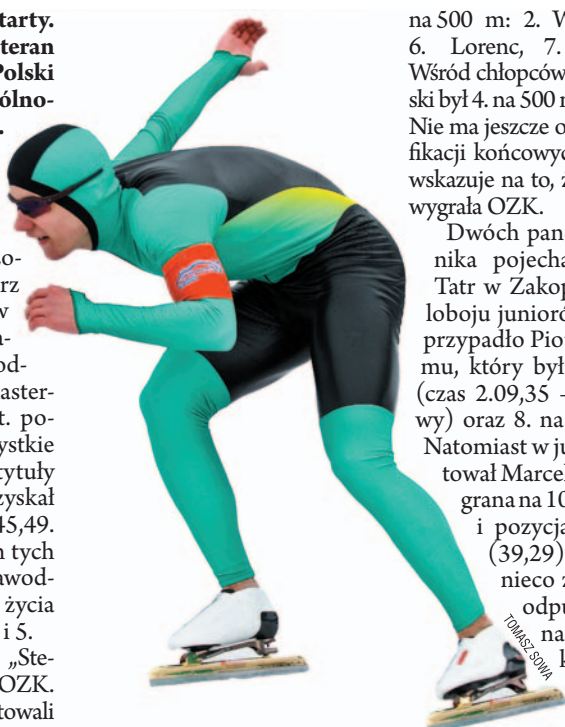 tarty.
teran
Polski
ólno-
.
zo-
rz
w
a-
od-
aster-
t. po-
ystkie
tytuły
zyskał
45,49.
n tych
awod-
życia
i 5.
„Ste-
OZK.
towali
na 500 m: 2. W
6. Lorenc, 7.
Wśród chłopców
ski był 4. na 500 m
Nie ma jeszcze o
fikacji końcowyc
wskazuje na to, ż
wygrała OZK.
Dwóch pan
nika pojecha
Tatr w Zakop
loboju junioró
przypadło Piot
mu, który był
(czas 2.09,35 -
wy) oraz 8. na
Natomiast w ju
tował Marcel
grana na 10
i pozycja
(39,29)
nieco z
odpu
na
k
TOMASZ SOWA